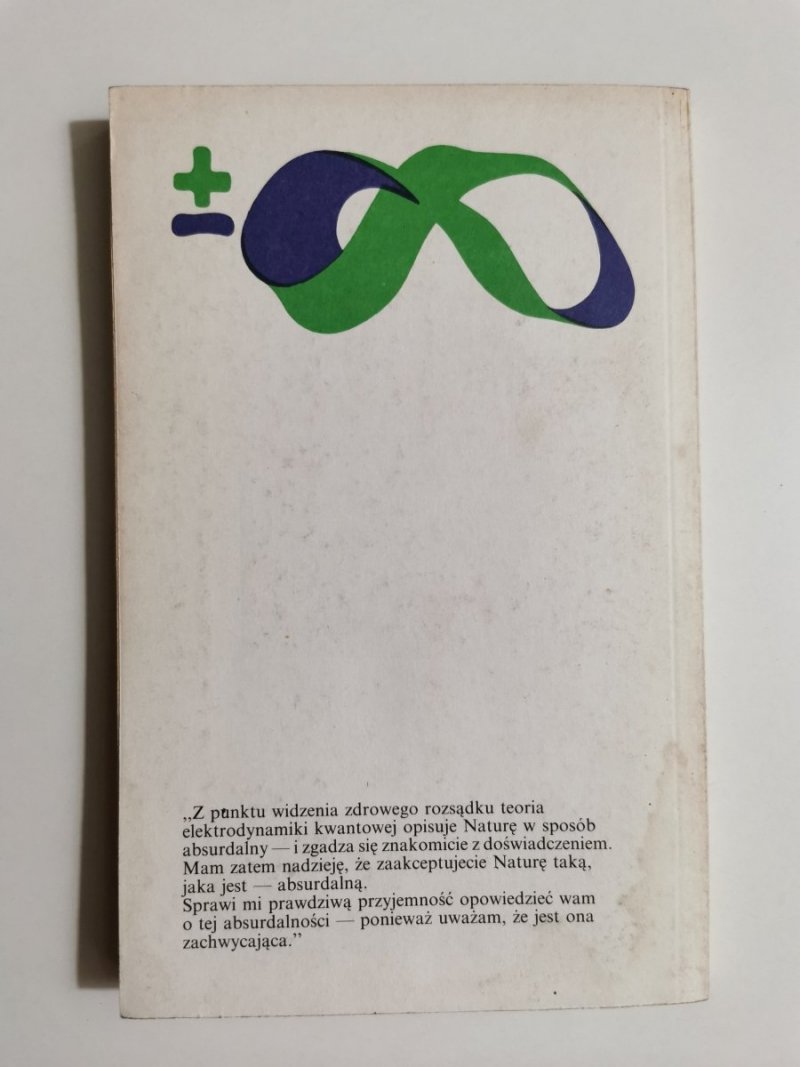 „Z punktu widzenia zdrowego rozsądku teoria
elektrodynamiki kwantowej opisuje Naturę w sposób
absurdalny — i zgadza się znakomicie z doświadczeniem.
Mam zatem nadzieję, że zaakceptujecie Naturę taką,
jaka jest — absurdalną.
Sprawi mi prawdziwą przyjemność opowiedzieć wam
o tej absurdalności — ponieważ uważam, że jest ona
zachwycająca.”